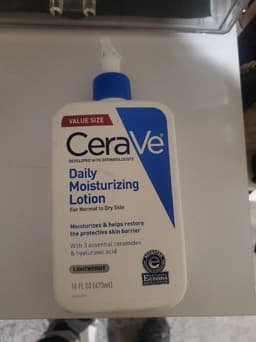 VALUE SIZE
CeraVe
DEVELOPED WITH DERMATOLOGISTS
Daily
Moisturizing
Lotion
For Normal to Dry Skin
Moisturizes & helps restore
the protective skin barrier
With 3 essential ceramides
& hyaluronic acid
LIGHTWEIGHT
16 FL OZ (473mL)
Eczema